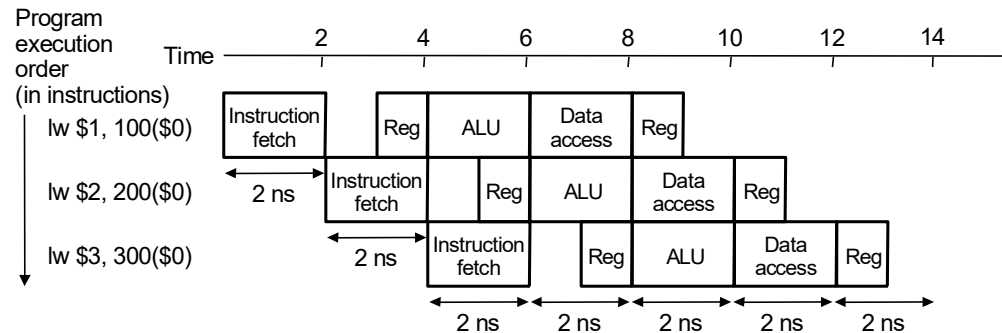 Program
execution
order
(in instructions)
Time 2 4 6 8 10 12 14
lw $1, 100($0)
Instruction
fetch
Reg
ALU
Data
access
Reg
2 ns
lw $2, 200($0)
Instruction
fetch
Reg
ALU
Data
access
Reg
2 ns
lw $3, 300($0)
Instruction
fetch
Reg
ALU
Data
access
Reg
2 ns 2 ns 2 ns 2 ns 2 ns